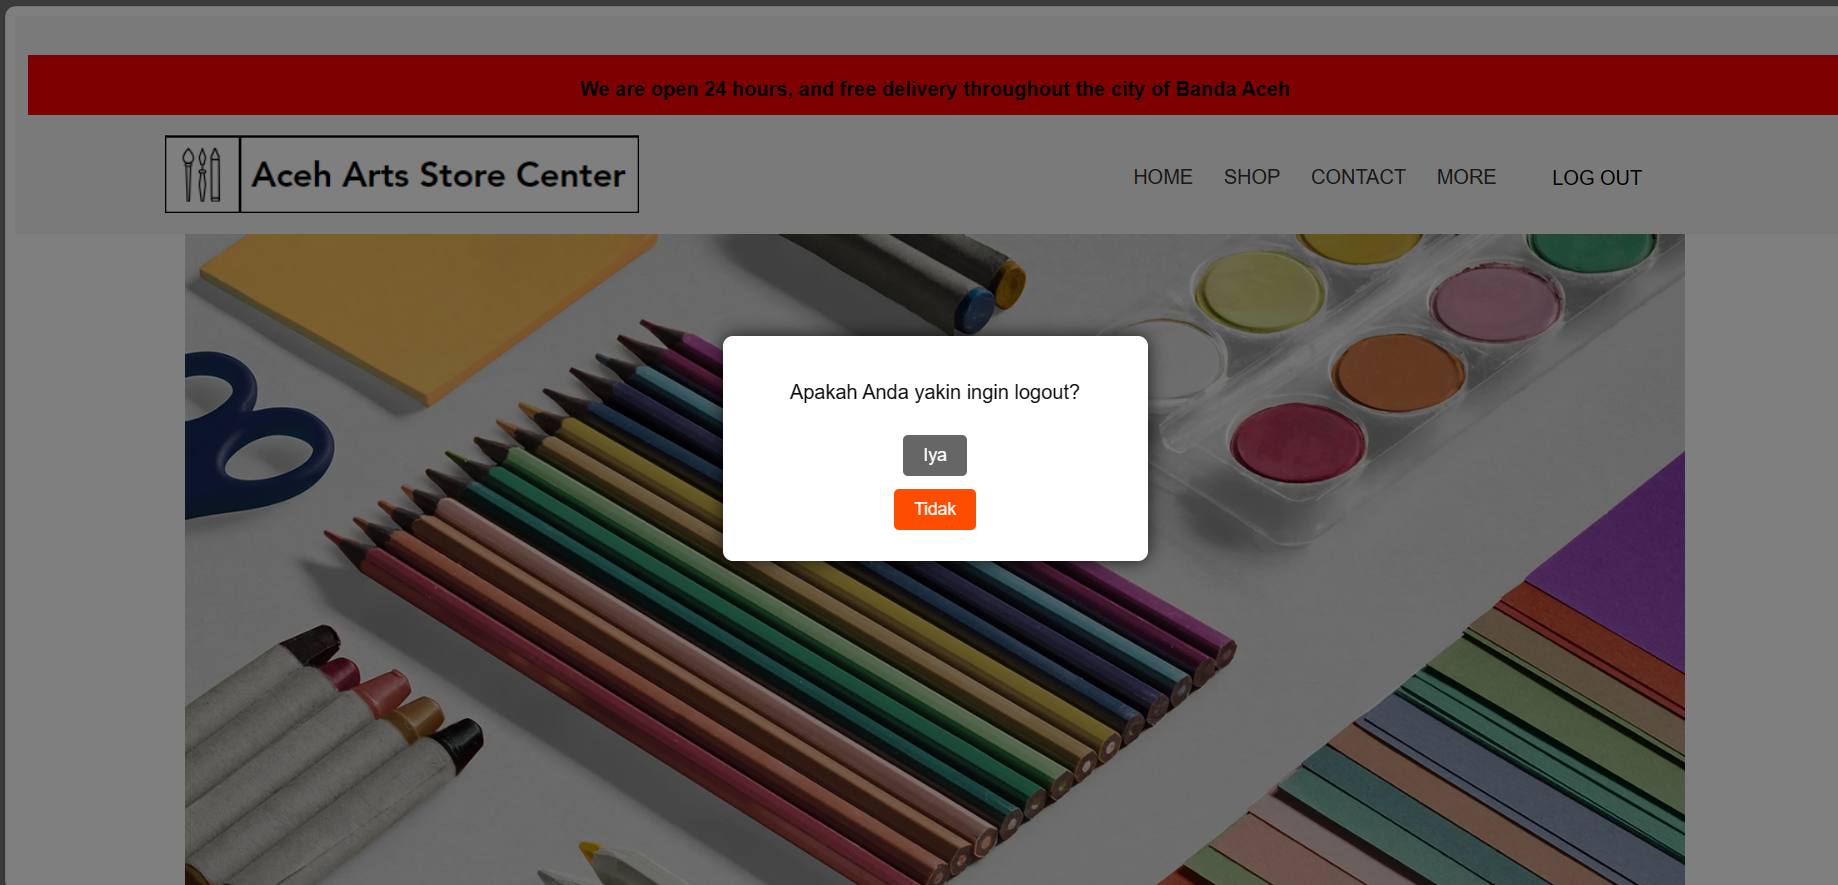 We are open 24 hours, and free delivery throughout the city of Banda Aceh
Aceh Arts Store Center
HOME SHOP CONTACT MORE LOG OUT
Apakah Anda yakin ingin logout?
Iya
Tidak